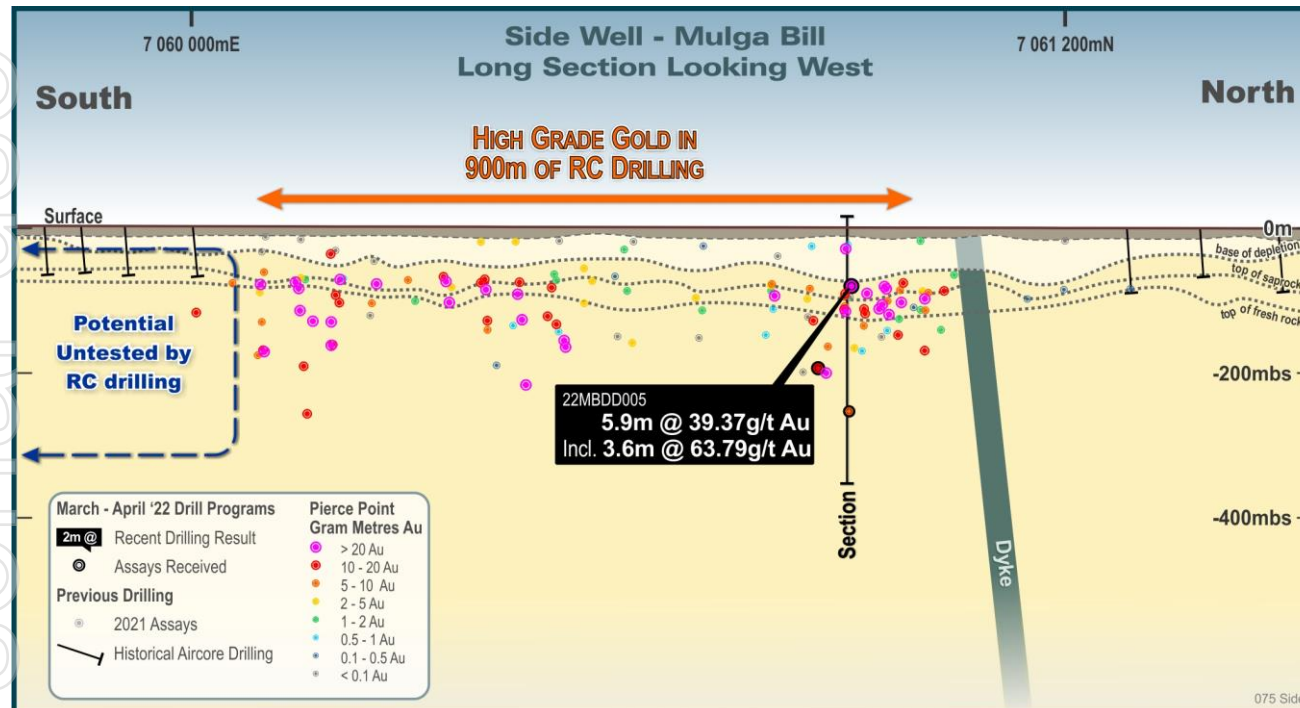 7 060 000mE
Side Well - Mulga Bill
Long Section Looking West
7 061 200mN
South
North
HIGH GRADE GOLD IN
900m OF RC DRILLING
Surface
0m
base of depletion
top of saprock
top of fresh rock
Potential
Untested by
RC drilling
-200mbs
22MBDD005
5.9m @ 39.37g/t Au
Incl. 3.6m @ 63.79g/t Au
-400mbs
Section
Dyke
March - April ‘22 Drill Programs
2m @ Recent Drilling Result
Assays Received
Previous Drilling
2021 Assays
Historical Aircore Drilling
Pierce Point
Gram Metres Au
> 20 Au
10 - 20 Au
5 - 10 Au
2 - 5 Au
1 - 2 Au
0.5 - 1 Au
0.1 - 0.5 Au
< 0.1 Au
075 Side